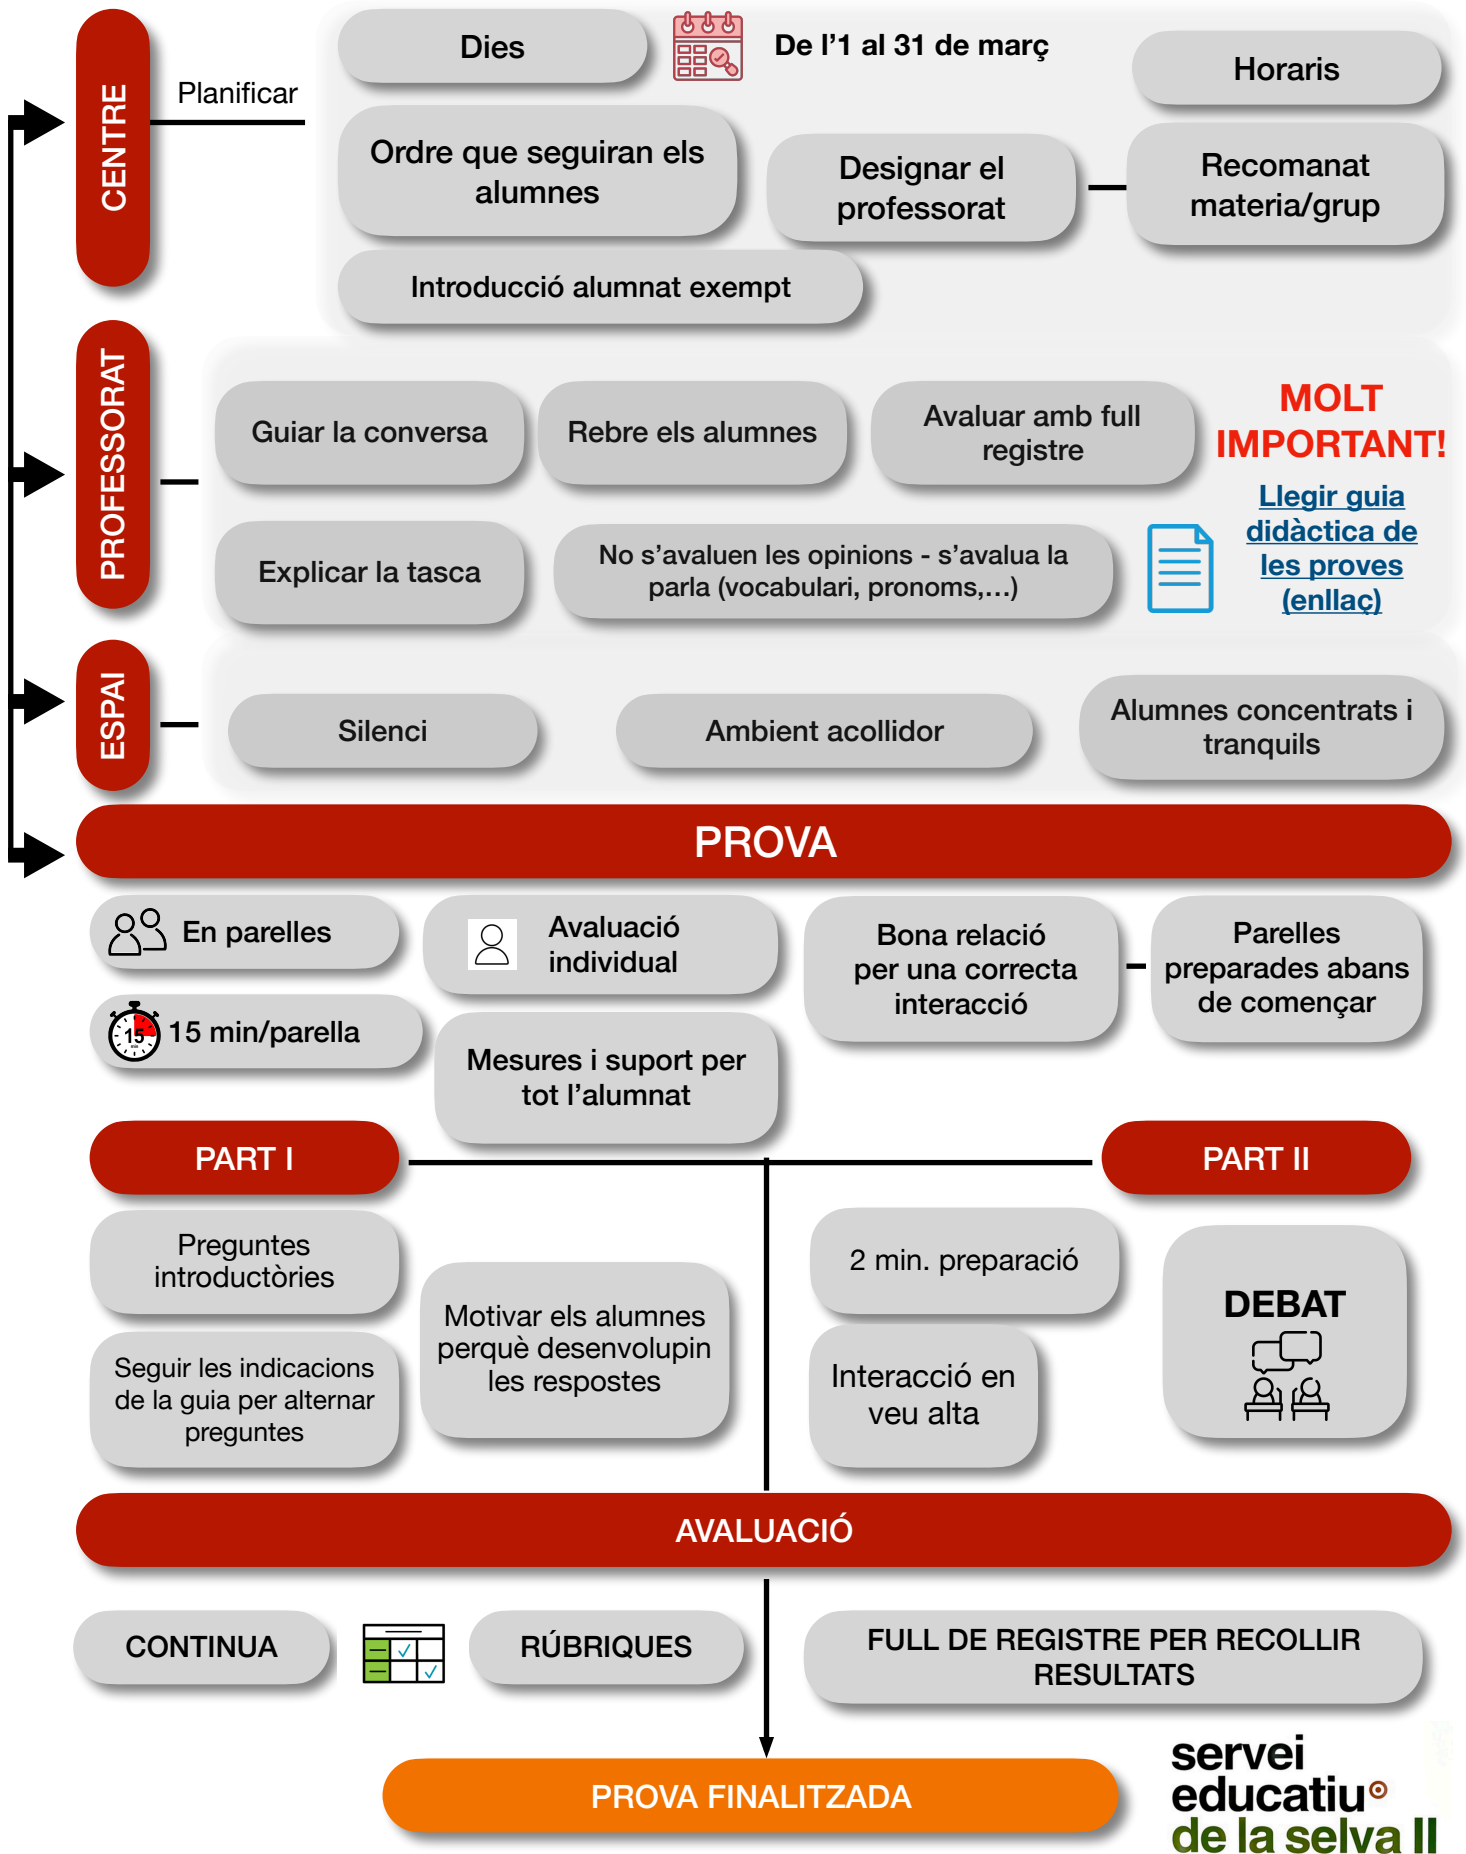 CENTRE
Planificar
Dies
De l’1 al 31 de març
Horaris
Ordre que seguiran els
alumnes
Designar el
professorat
Recomanat
materia/grup
Introducció alumnat exempt
PROFESSORAT
Guiar la conversa
Rebre els alumnes
Avaluar amb full
registre
MOLT
IMPORTANT!
Explicar la tasca
No s’avaluen les opinions - s’avalua la
parla (vocabulari, pronoms,…)
Llegir guia
didàctica de
les proves
(enllaç)
ESPAI
Silenci
Ambient acollidor
Alumnes concentrats i
tranquils
PROVA
En parelles
Avaluació
individual
Bona relació
per una correcta
interacció
Parelles
preparades abans
de començar
15
min
15 min/parella
Mesures i suport per
tot l’alumnat
PART I
PART II
Preguntes
introductòries
Motivar els alumnes
perquè desenvolupin
les respostes
Seguir les indicacions
de la guia per alternar
preguntes
2 min. preparació
Interacció en
veu alta
DEBAT
AVALUACIÓ
CONTINUA
RÚBRIQUES
FULL DE REGISTRE PER RECOLLIR
RESULTATS
PROVA FINALITZADA
servei
educatiu
de la selva II